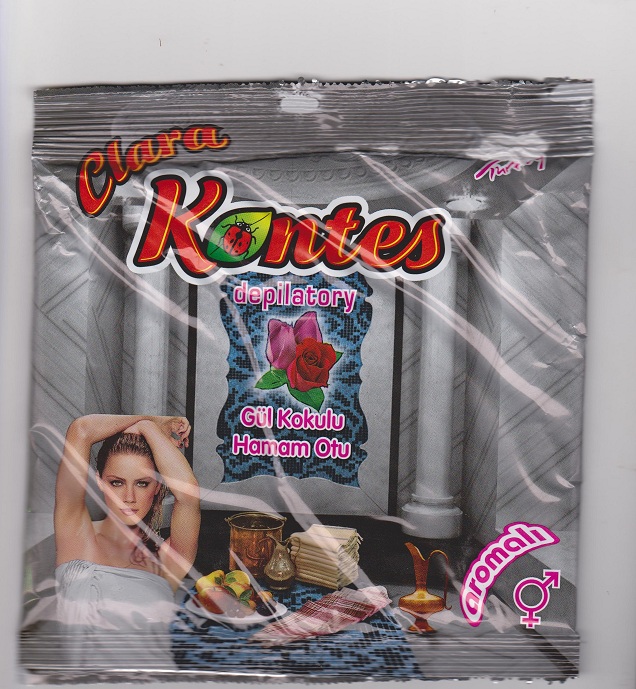 Clara
Kontes
depilatory
Gül Kokulu
Hamam Otu
aromalı